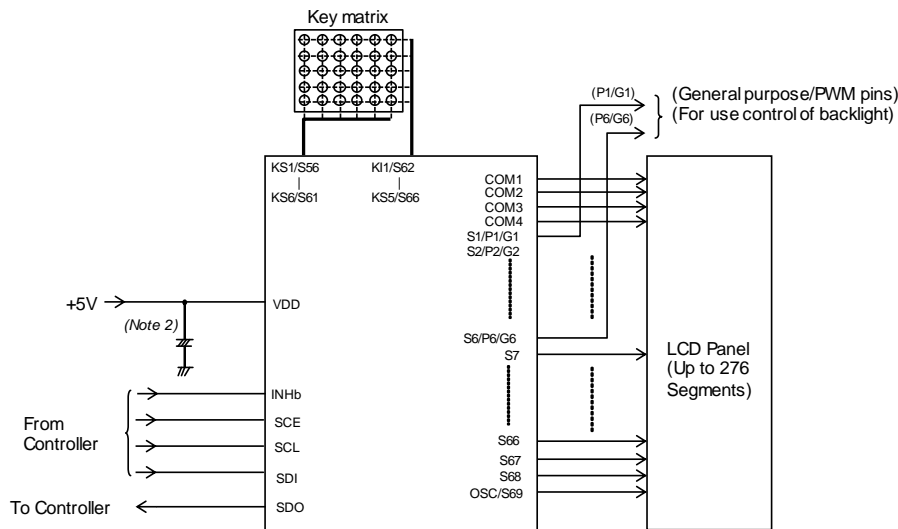 Key matrix
(P1/G1)
(General purpose/PWM pins)
(P6/G6)
(For use control of backlight)
KS1/S56
KI1/S62
KS6/S61
KS5/S66
COM1
COM2
COM3
COM4
S1/P1/G1
S2/P2/G2
+5V
VDD
(Note 2)
S6/P6/G6
S7
LCD Panel
(Up to 276
Segments)
INHb
From
Controller
SCE
SCL
SDI
S66
S67
S68
OSC/S69
To Controller
SDO